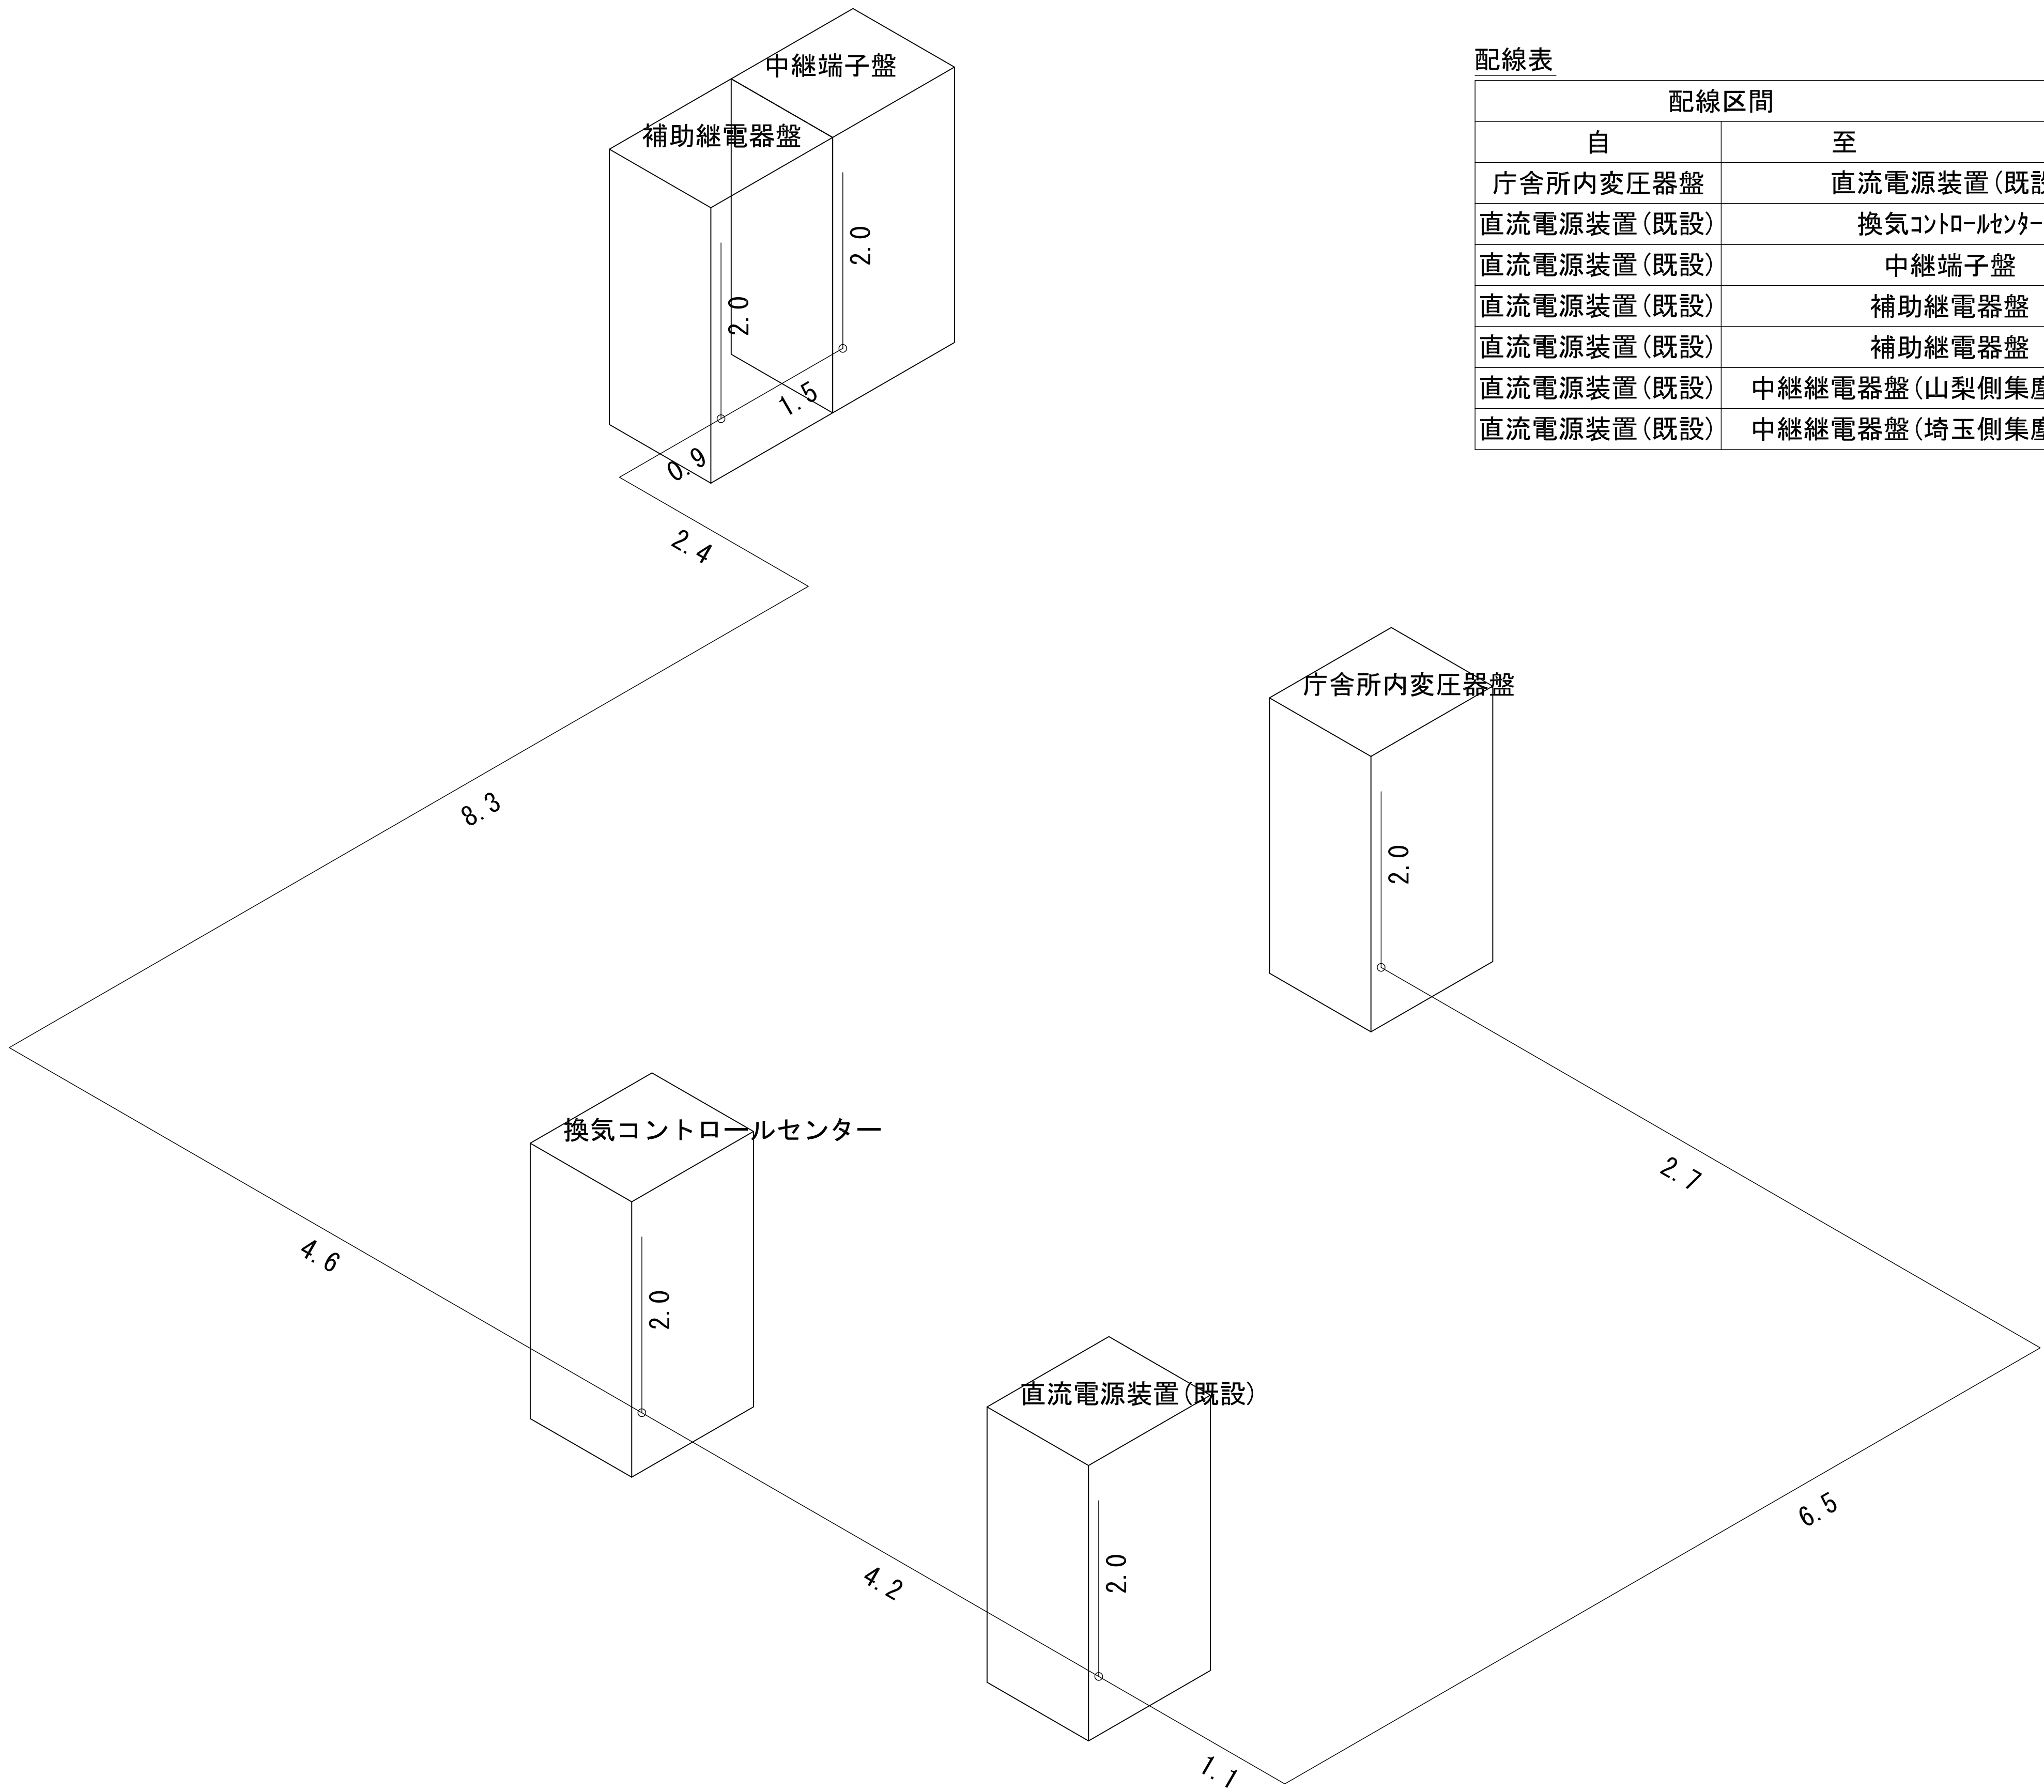 中継端子盤
補助継電器盤
2.0
2.0
1.5
0.9
2.4
8.3
配線表
配線区間
自 至
庁舎所内変圧器盤 直流電源装置(既設
直流電源装置(既設) 換気コントロールセンター
直流電源装置(既設) 中継端子盤
直流電源装置(既設) 補助継電器盤
直流電源装置(既設) 補助継電器盤
直流電源装置(既設) 中継継電器盤(山梨側集塵
直流電源装置(既設) 中継継電器盤(埼玉側集塵
庁舎所内変圧器盤
2.0
2.7
換気コントロールセンター
2.0
4.6
直流電源装置(既設)
2.0
4.2
6.5
1.1